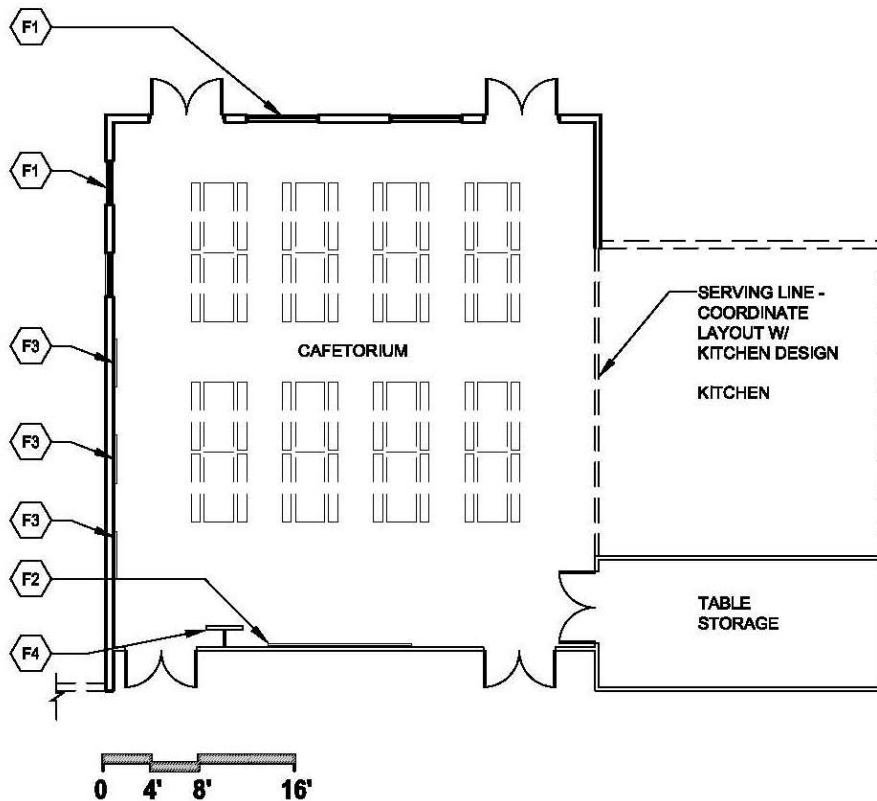 F1
F1
SERVING LINE -
COORDINATE
LAYOUT W/
KITCHEN DESIGN
F3
CAFETORIUM
KITCHEN
F3
F3
F2
TABLE
STORAGE
F4
0 4' 8' 16'